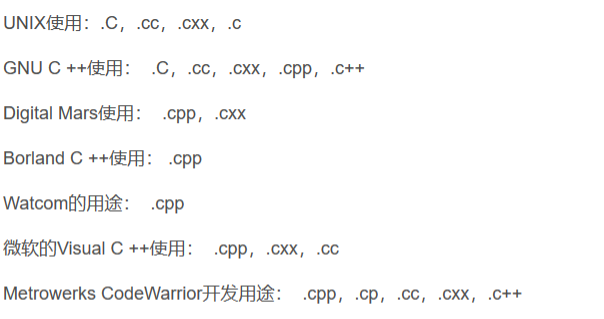 UNIX使用：.C，.cc，.cxx，.c
GNU C ++使用： .C，.cc，.cxx，.cpp，.c++
Digital Mars使用： .cpp，.cxx
Borland C ++使用： .cpp
Watcom的用途： .cpp
微软的Visual C ++使用： .cpp，.cxx，.cc
Metrowerks CodeWarrior开发用途： .cpp，.cp，.cc，.cxx，.c++